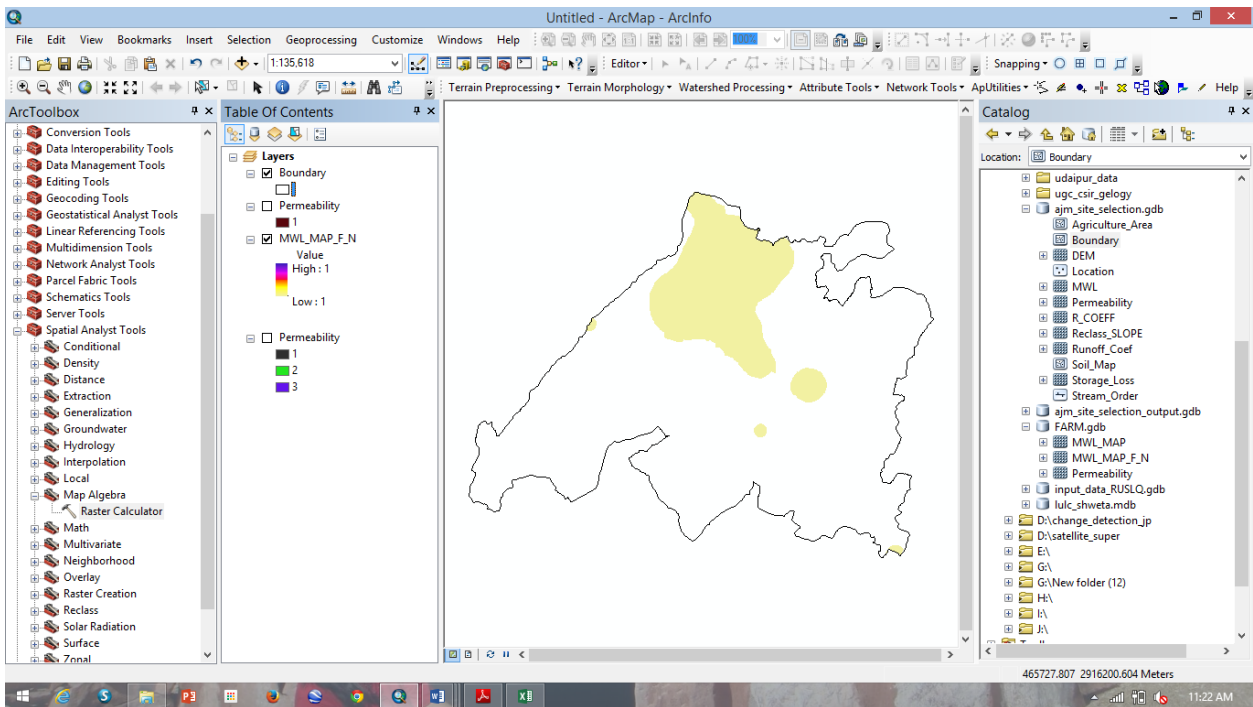 Untitled - ArcMap - ArcInfo
File Edit View Bookmarks Insert Selection Geoprocessing Customize Windows Help 100%
1:135,618 Editor Snapping
Terrain Preprocessing Terrain Morphology Watershed Processing Attribute Tools Network Tools ApUtilities Help
ArcToolbox
Conversion Tools
Data Interoperability Tools
Data Management Tools
Editing Tools
Geocoding Tools
Geostatistical Analyst Tools
Linear Referencing Tools
Multidimension Tools
Network Analyst Tools
Parcel Fabric Tools
Schematics Tools
Server Tools
Spatial Analyst Tools
Conditional
Density
Distance
Extraction
Generalization
Groundwater
Hydrology
Interpolation
Local
Map Algebra
Raster Calculator
Math
Multivariate
Neighborhood
Overlay
Raster Creation
Reclass
Solar Radiation
Surface
Zonal
Table Of Contents
Layers
Boundary
Permeability
1
MWL_MAP_F_N
Value
High : 1
Low : 1
Permeability
1
2
3
Catalog
Location: Boundary
udaipur_data
ugc_csir_gelogy
ajm_site_selection.gdb
Agriculture_Area
Boundary
DEM
Location
MWL
Permeability
R_COEFF
Reclass_SLOPE
Runoff_Coef
Soil_Map
Storage_Loss
Stream_Order
ajm_site_selection_output.gdb
FARM.gdb
MWL_MAP
MWL_MAP_F_N
Permeability
input_data_RUSLQ.gdb
lulc_shweta.mdb
D:\change_detection_jp
D:\satellite_super
E:\
G:\
G:\New folder (12)
H:\
I:\
J:\
465727.807 2916200.604 Meters
11:22 AM